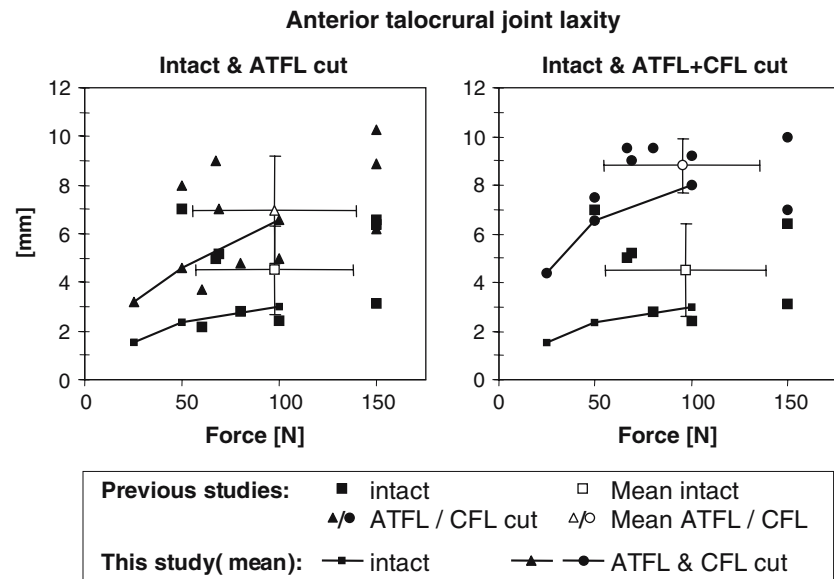 Anterior talocrural joint laxity
Intact & ATFL cut
Intact & ATFL+CFL cut
[mm]
12
10
8
6
4
2
0
0 50 100 150
Force [N]
12
10
8
6
4
2
0
0 50 100 150
Force [N]
Previous studies: intact Mean intact
/ ATFL / CFL cut / Mean ATFL / CFL
This study( mean): intact ATFL & CFL cut